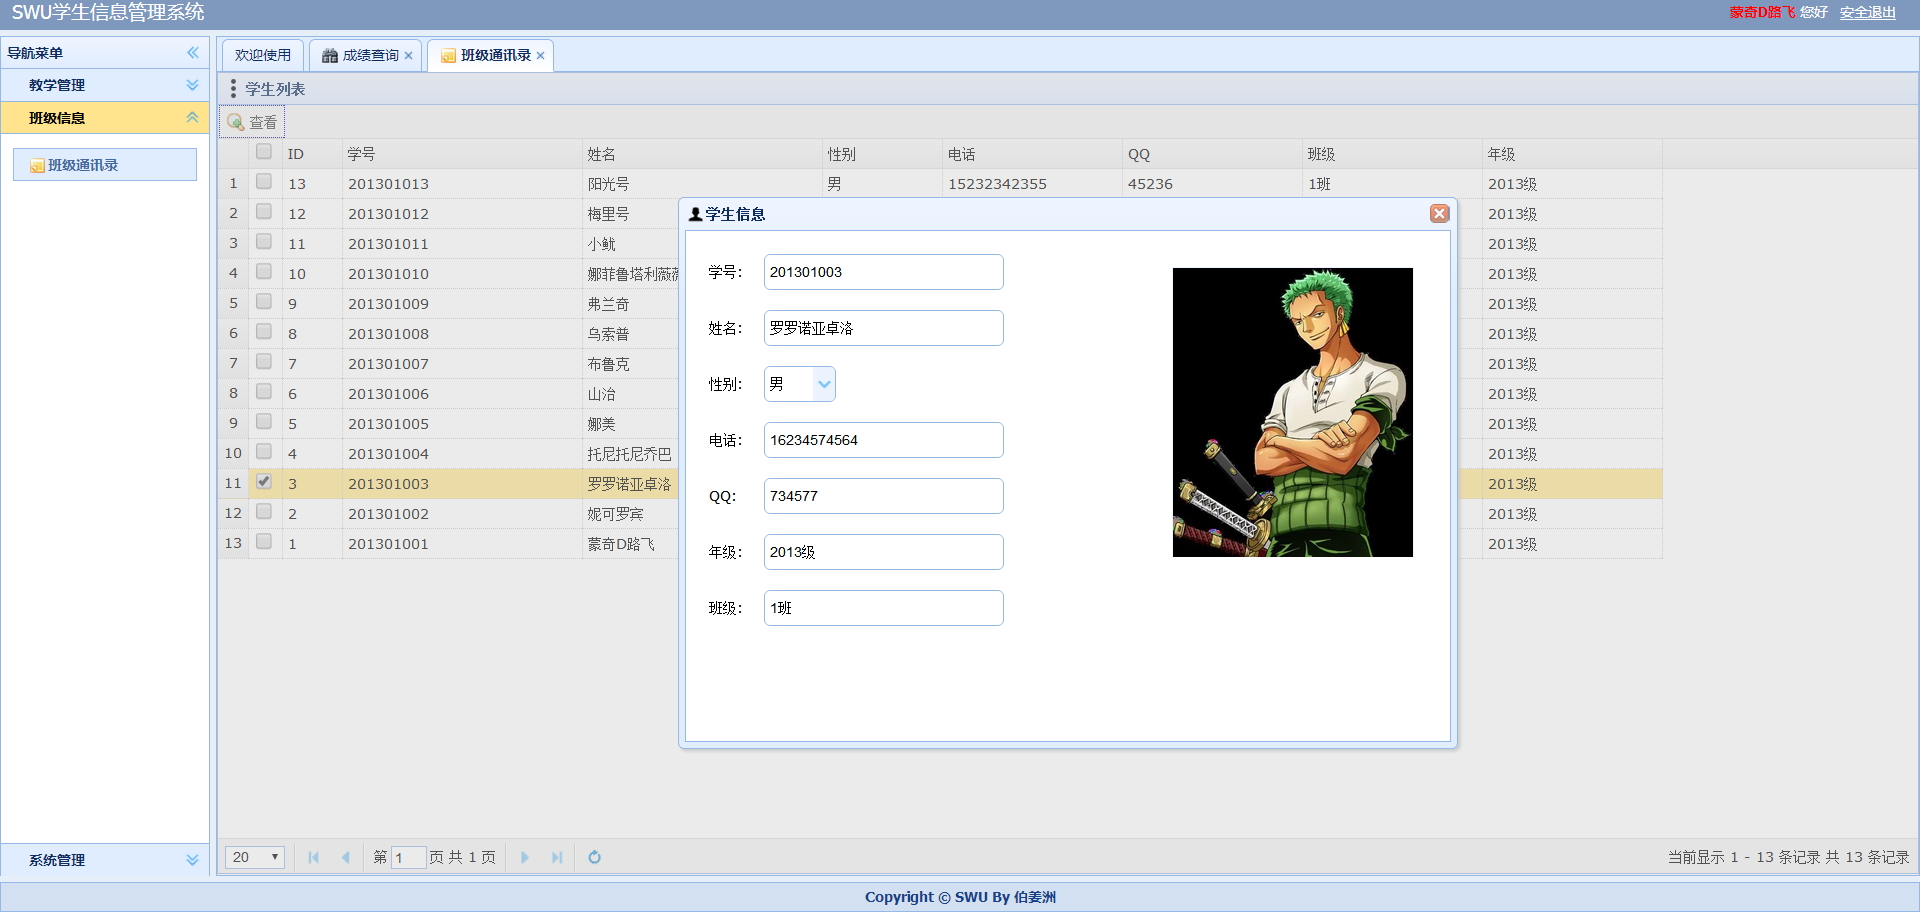 SWU学生信息管理系统
蒙奇D路飞 您好 安全退出
导航菜单
教学管理
班级信息
班级通讯录
系统管理
欢迎使用 成绩查询 班级通讯录
学生列表
查看
ID 学号 姓名 性别 电话 QQ 班级 年级
1 13 201301013 阳光号 男 15232342355 45236 1班 2013级
2 12 201301012 梅里号 2013级
3 11 201301011 小鱿 2013级
4 10 201301010 娜菲鲁塔利薇薇 2013级
5 9 201301009 弗兰奇 2013级
6 8 201301008 乌索普 2013级
7 7 201301007 布鲁克 2013级
8 6 201301006 山治 2013级
9 5 201301005 娜美 2013级
10 4 201301004 托尼托尼乔巴 2013级
11 3 201301003 罗罗诺亚卓洛 2013级
12 2 201301002 妮可罗宾 2013级
13 1 201301001 蒙奇D路飞 2013级
学生信息
学号: 201301003
姓名: 罗罗诺亚卓洛
性别: 男
电话: 16234574564
QQ: 734577
年级: 2013级
班级: 1班
20 第 1 页 共 1 页
当前显示 1 - 13 条记录 共 13 条记录
Copyright © SWU By 伯姜洲